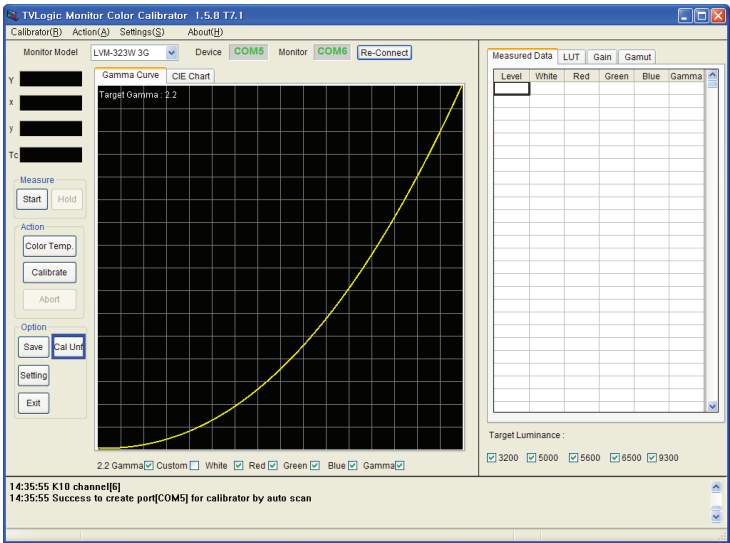 TVLogic Monitor Color Calibrator 1.5.8 T7.1
Calibrator(R) Action(A) Settings(S) About(H)
Monitor Model LVM-323W 3G Device COM5 Monitor COM6 Re-Connect
Gamma Curve CIE Chart
Target Gamma : 2.2
Y
x
y
Tc
Measure
Start Hold
Action
Color Temp.
Calibrate
Abort
Option
Save Cal Unf
Setting
Exit
2.2 Gamma Custom White Red Green Blue Gamma
Measured Data LUT Gain Gamut
Level White Red Green Blue Gamma
Target Luminance :
3200 5000 5600 6500 9300
14:35:55 K10 channel[6]
14:35:55 Success to create port[COM5] for calibrator by auto scan